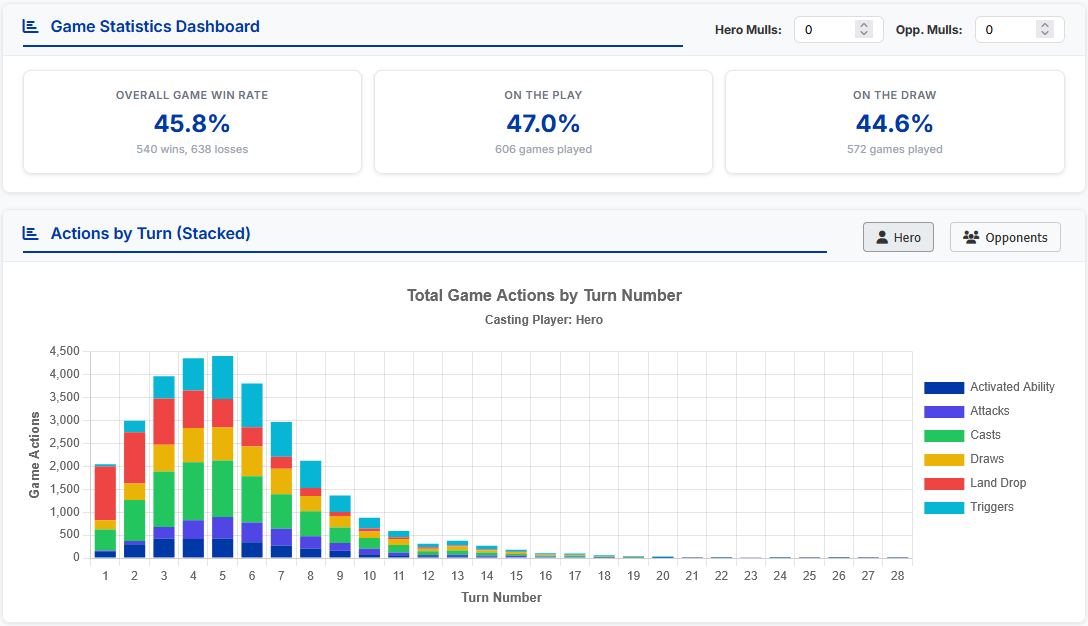 Game Statistics Dashboard
Hero Mulls: 0 Opp. Mulls: 0
OVERALL GAME WIN RATE
45.8%
540 wins, 638 losses
ON THE PLAY
47.0%
606 games played
ON THE DRAW
44.6%
572 games played
Actions by Turn (Stacked)
Hero
Opponents
Total Game Actions by Turn Number
Casting Player: Hero
Game Actions
4,500
4,000
3,500
3,000
2,500
2,000
1,500
1,000
500
0
1 2 3 4 5 6 7 8 9 10 11 12 13 14 15 16 17 18 19 20 21 22 23 24 25 26 27 28
Turn Number
Activated Ability
Attacks
Casts
Draws
Land Drop
Triggers